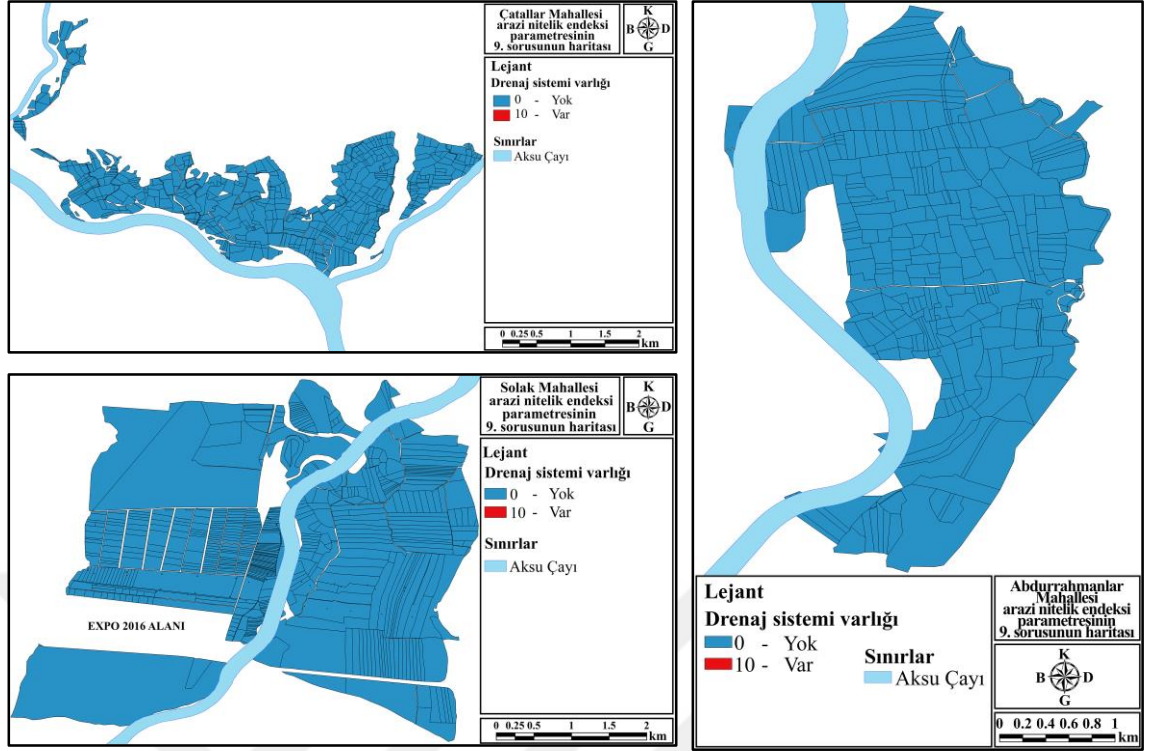 Çatallar Mahallesi
arazi nitelik endeksi
parametresinin
9. sorusunun haritası
K
B D
G
Lejant
Drenaj sistemi varlığı
0 - Yok
10 - Var
Sınırlar
Aksu Çayı
0 0.25 0.5 1 1.5 2
km
Solak Mahallesi
arazi nitelik endeksi
parametresinin
9. sorusunun haritası
K
B D
G
Lejant
Drenaj sistemi varlığı
0 - Yok
10 - Var
Sınırlar
Aksu Çayı
EXPO 2016 ALANI
0 0.25 0.5 1 1.5 2
km
Lejant
Drenaj sistemi varlığı
0 - Yok
10 - Var
Sınırlar
Aksu Çayı
Abdurrahmanlar
Mahallesi
arazi nitelik endeksi
parametresinin
9. sorusunun haritası
K
B D
G
0 0.2 0.4 0.6 0.8 1
km